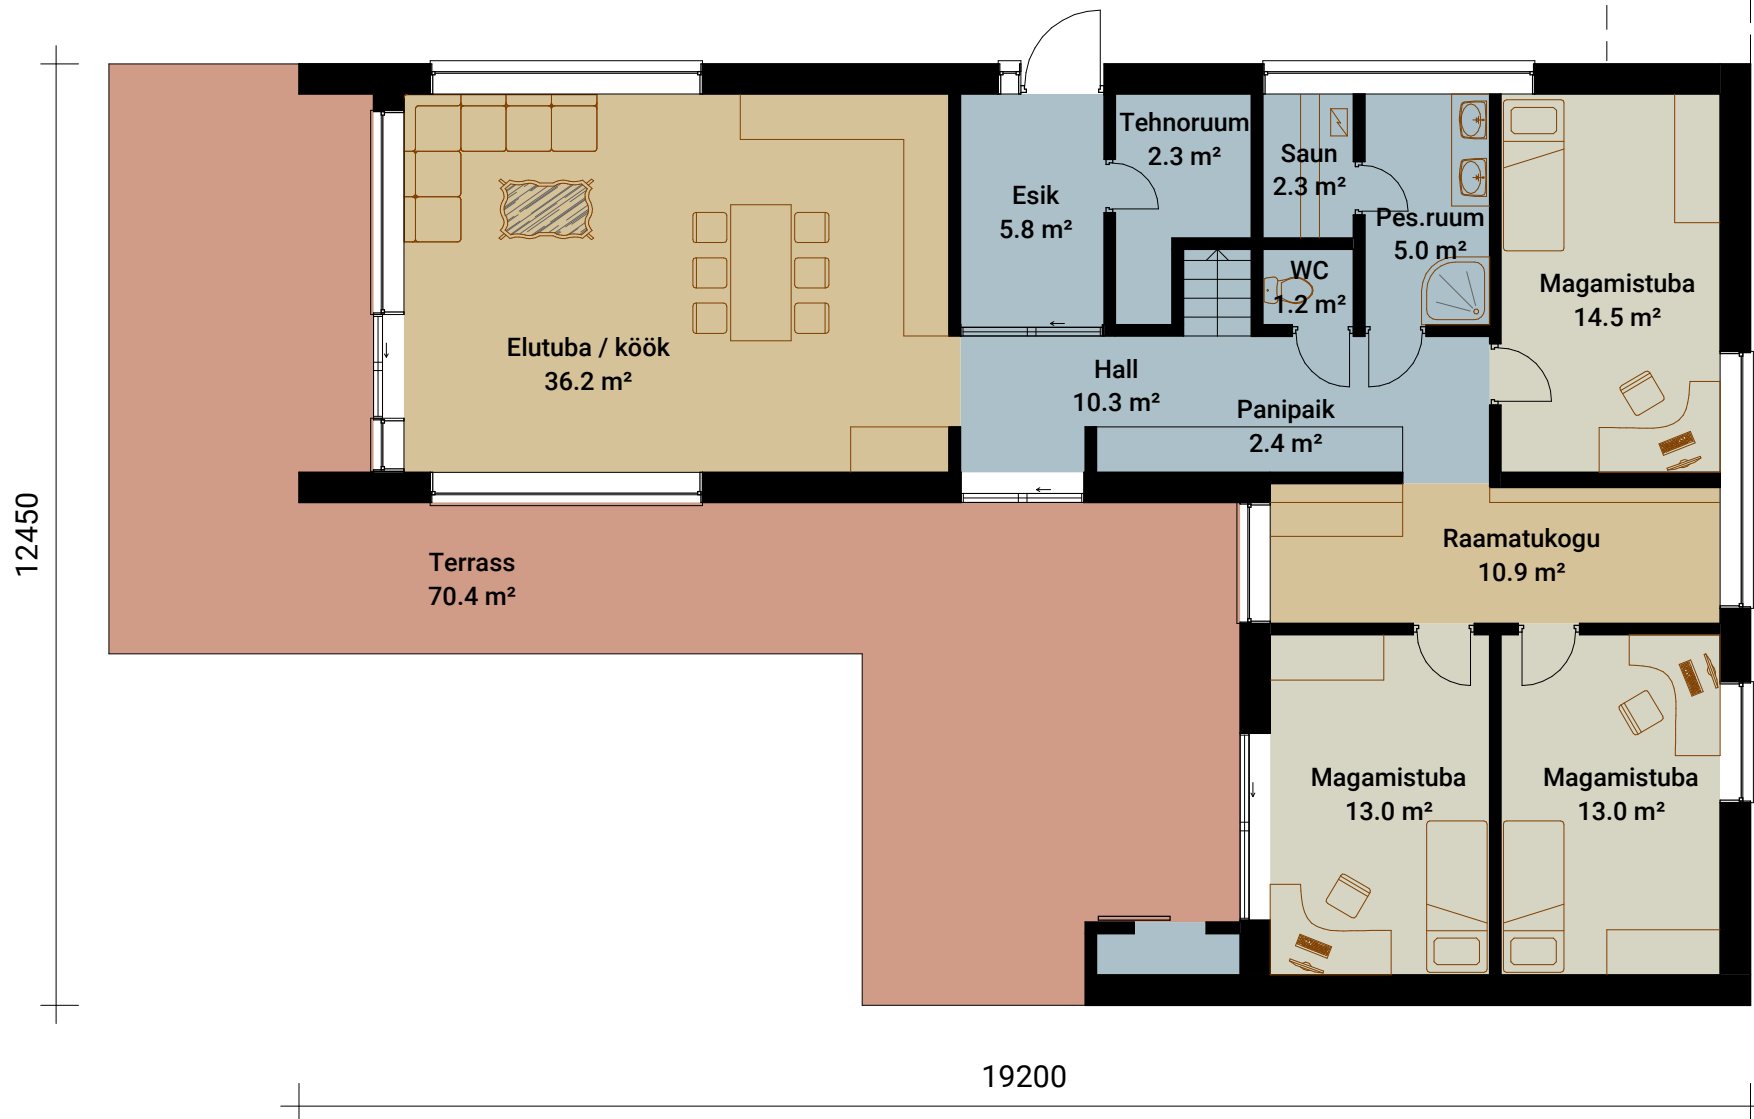 Tehnoruum
2.3 m²
Saun
2.3 m²
Esik
5.8 m²
Pes.ruum
5.0 m²
WC
1.2 m²
Magamistuba
14.5 m²
Elutuba / köök
36.2 m²
Hall
10.3 m²
Panipaik
2.4 m²
12450
Terrass
70.4 m²
Raamatukogu
10.9 m²
Magamistuba
13.0 m²
Magamistuba
13.0 m²
19200